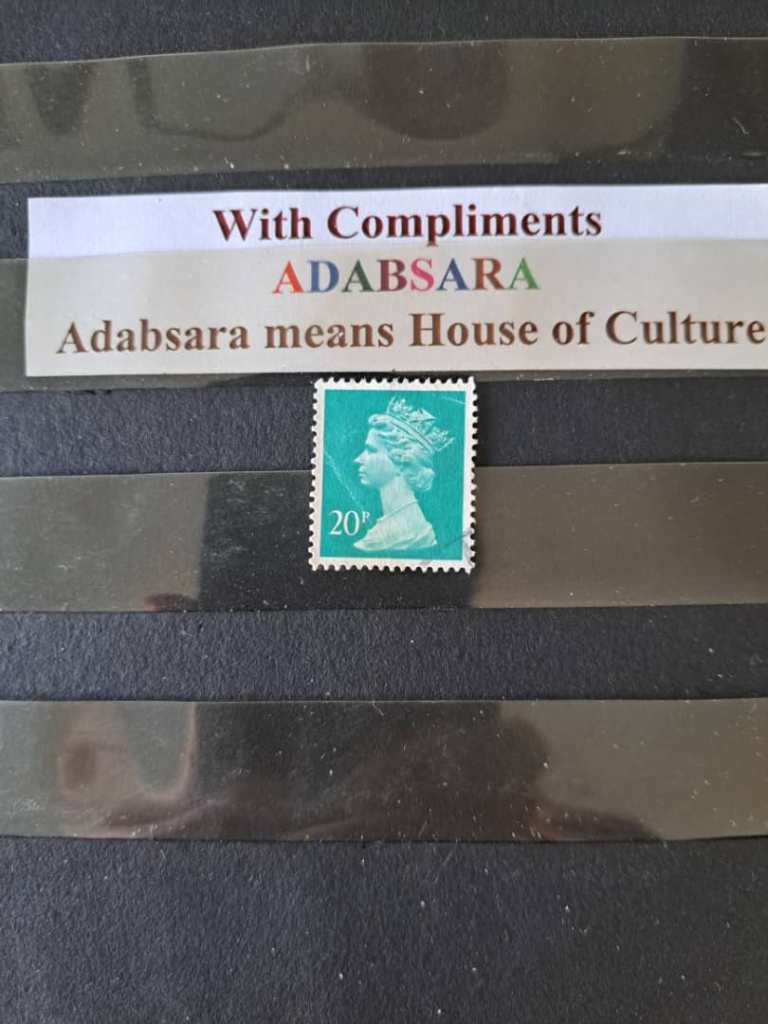 With Compliments
ADABSARA
Adabsara means House of Culture
20P